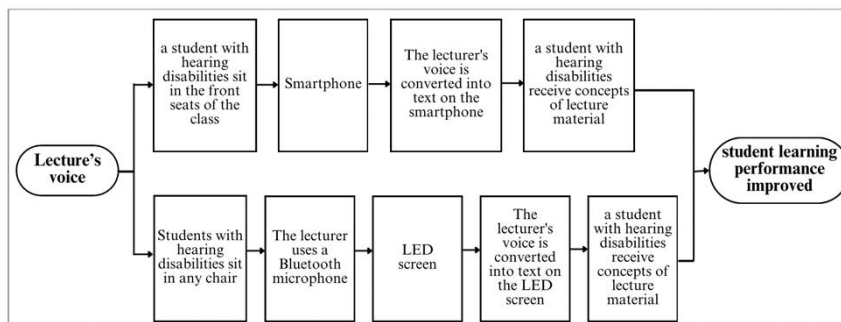 Lecture's
voice
a student with
hearing
disabilities sit
in the front
seats of the
class
Smartphone
The lecturer's
voice is
converted into
text on the
smartphone
a student with
hearing
disabilities
receive concepts
of lecture
material
Students with
hearing
disabilities sit
in any chair
The lecturer
uses a
Bluetooth
microphone
LED
screen
The
lecturer's
voice is
converted
into text on
the LED
screen
a student
with hearing
disabilities
receive
concepts of
lecture
material
student learning
performance
improved